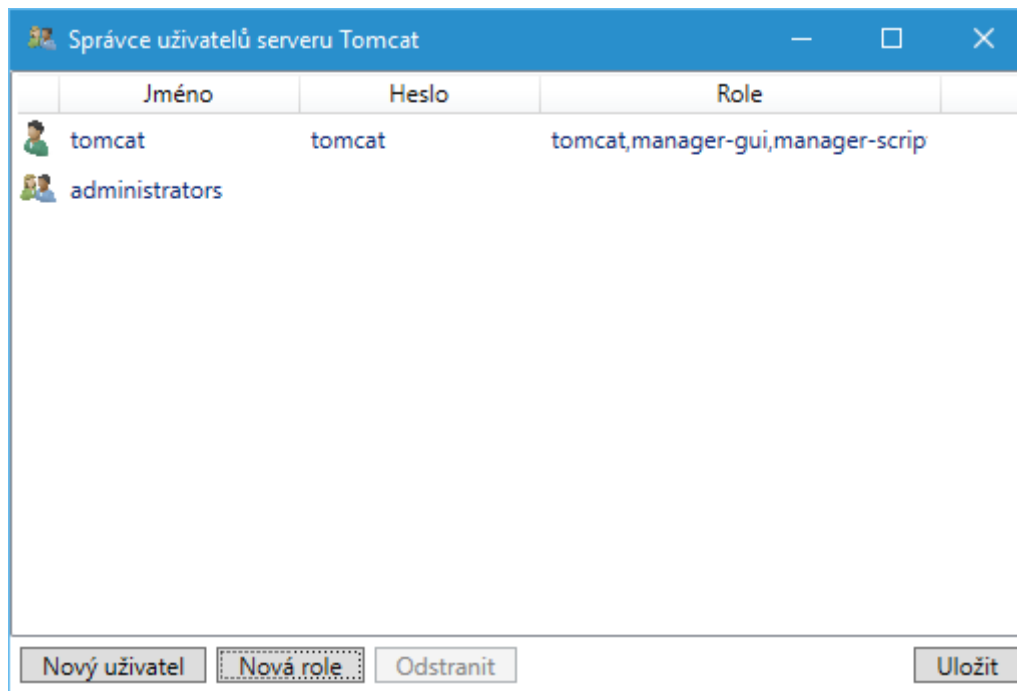 Správce uživatelů serveru Tomcat
Jméno Heslo Role
tomcat tomcat tomcat,manager-gui,manager-scrip
administrators
Nový uživatel Nová role Odstranit Uložit